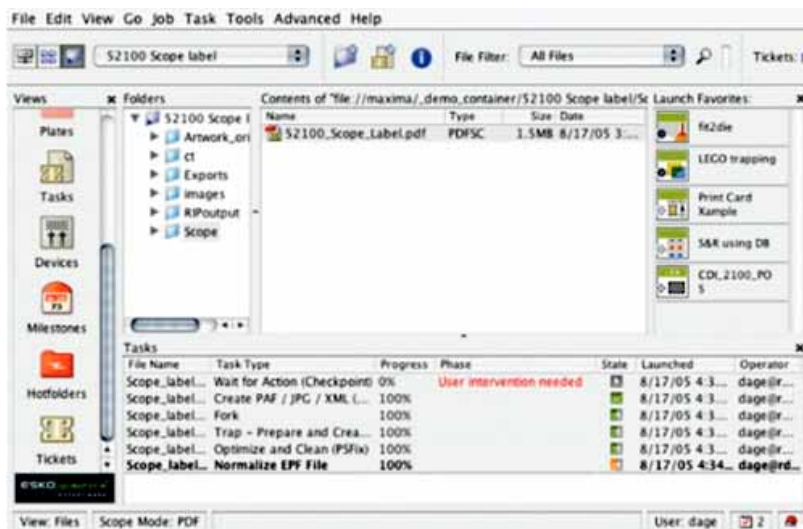 File Edit View Go Job Task Tools Advanced Help
52100 Scope label File Filter: All Files Tickets:
Views Folders Contents of "file://maxima/_demo_container/52100 Scope label/Sc Launch Favorites:
Name Type Size Date
52100 Scope l
52100_Scope_Label.pdf PDFSC 1.5MB 8/17/05 3:...
Artwork_ori
ct
Exports
images
RIPoutput
Scope
Plates
Tasks
Devices
Milestones
Hotfolders
Tickets
fit2die
LEGO trapping
Print Card
Xample
S&R using DB
CDI_2100_PO
S
Tasks
File Name Task Type Progress Phase State Launched Operator
Scope_label... Wait for Action (Checkpoint) 0% User intervention needed 8/17/05 4:3... dage@r...
Scope_label... Create PAF / JPG / XML (... 100% 8/17/05 4:3... dage@r...
Scope_label... Fork 100% 8/17/05 4:3... dage@r...
Scope_label... Trap - Prepare and Crea... 100% 8/17/05 4:3... dage@r...
Scope_label... Optimize and Clean (PSFix) 100% 8/17/05 4:3... dage@r...
Scope_label... Normalize EPF File 100% 8/17/05 4:34... dage@rd...
ESKO
View: Files Scope Mode: PDF User: dage 2